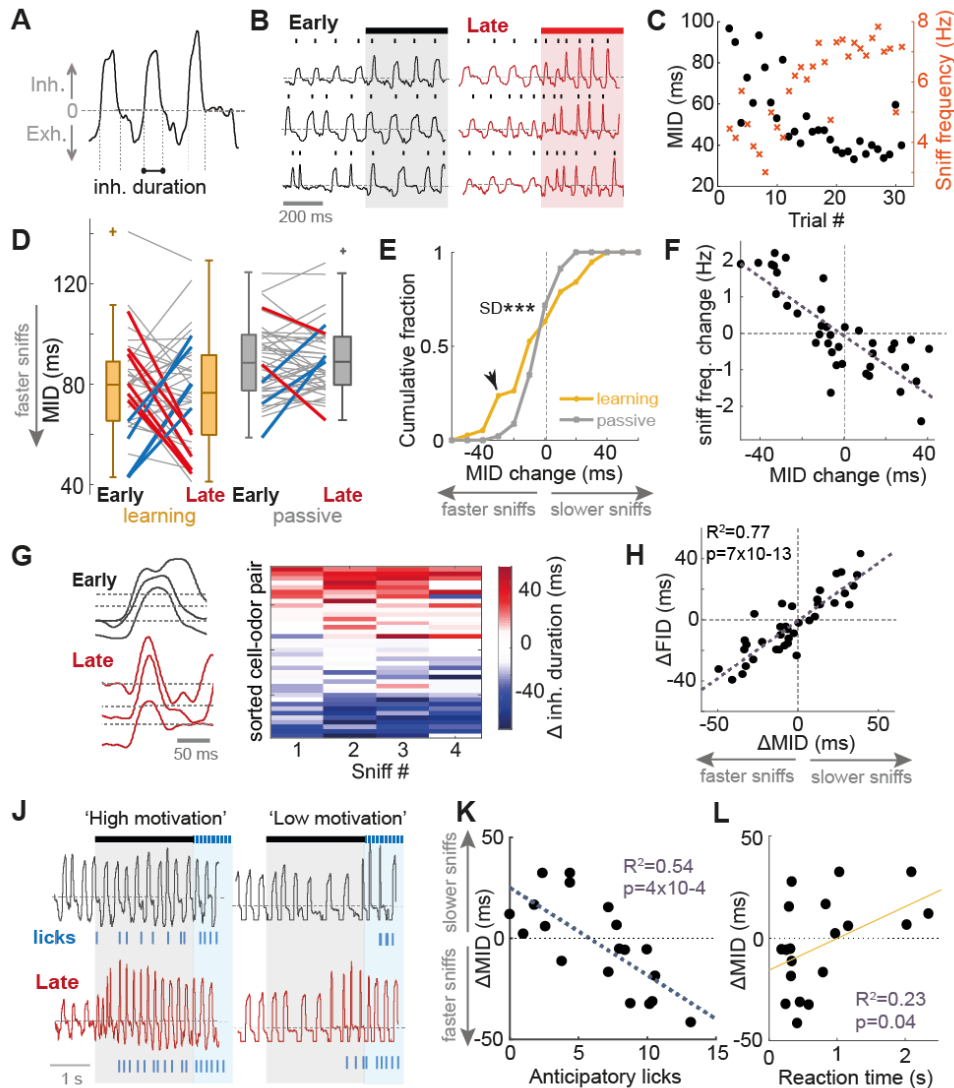 A
Inh.
0
Exh.
inh. duration
B
Early
Late
200 ms
C
MID (ms)
100
80
60
40
20
0
10
20
30
Trial #
8
6
4
Sniff frequency (Hz)
D
faster sniffs
MID (ms)
120
80
40
Early
Late
learning
Early
Late
passive
E
Cumulative fraction
1
0.5
0
SD***
learning
passive
-40
0
40
MID change (ms)
faster sniffs
slower sniffs
F
sniff freq. change (Hz)
2
1
0
-1
-2
-40
0
40
MID change (ms)
G
Early
Late
50 ms
sorted cell-odor pair
1
2
3
4
Sniff #
40
0
-40
Δ inh. duration (ms)
H
R²=0.77
p=7x10-13
ΔFID (ms)
40
0
-40
-50
0
50
ΔMID (ms)
faster sniffs
slower sniffs
J
'High motivation'
'Low motivation'
licks
Late
1 s
K
slower sniffs
faster sniffs
ΔMID (ms)
50
0
-50
R²=0.54
p=4x10-4
0
5
10
15
Anticipatory licks
L
ΔMID (ms)
50
0
-50
R²=0.23
p=0.04
0
1
2
Reaction time (s)